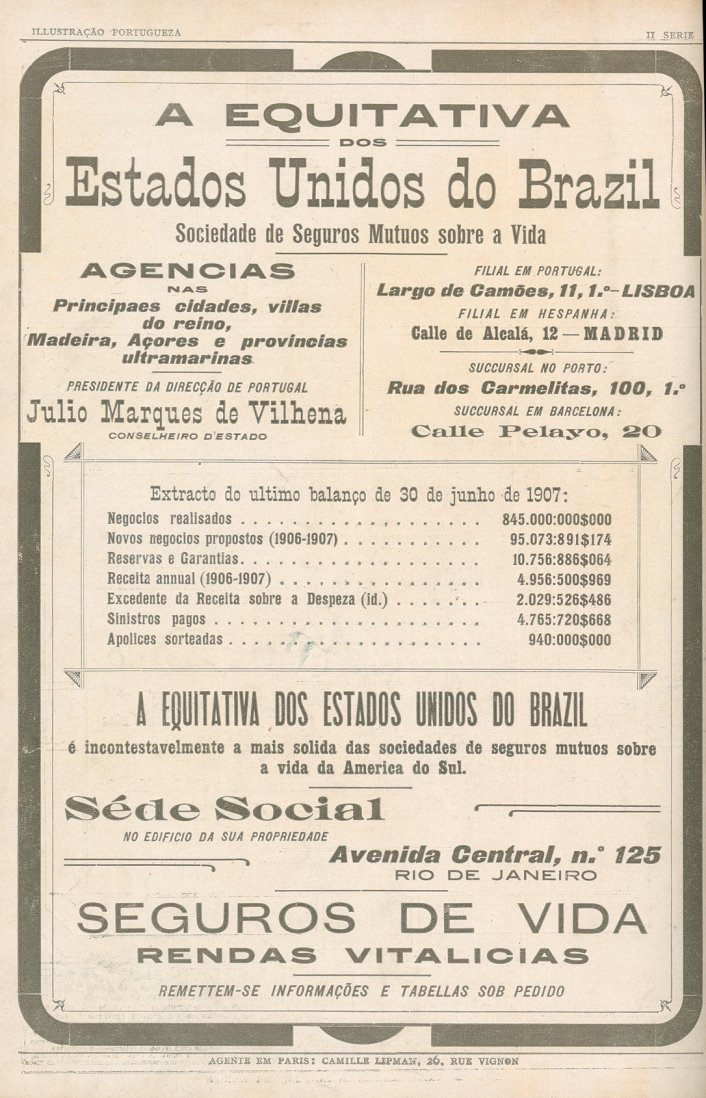 ILLUSTRAÇÃO PORTUGUEZA
II SERIE
A EQUITATIVA
DOS
Estados Unidos do Brazil
Sociedade de Seguros Mutuos sobre a Vida
AGENCIAS
NAS
Principaes cidades, villas
do reino,
Madeira, Açores e provincias
ultramarinas
PRESIDENTE DA DIRECÇÃO DE PORTUGAL
Julio Marques de Vilhena
CONSELHEIRO D'ESTADO
FILIAL EM PORTUGAL:
Largo de Camões, 11, 1.º—LISBOA
FILIAL EM HESPANHA:
Calle de Alcalá, 12 — MADRID
SUCCURSAL NO PORTO:
Rua dos Carmelitas, 100, 1.º
SUCCURSAL EM BARCELONA:
Calle Pelayo, 20
Extracto do ultimo balanço de 30 de junho de 1907:
Negocios realisados . . . . . . . . . . . . . . . . . . . 845.000:000$000
Novos negocios propostos (1906-1907) . . . . . . . . . . . 95.073:891$174
Reservas e Garantias. . . . . . . . . . . . . . . . . . . 10.756:886$064
Receita annual (1906-1907) . . . . . . . . . . . . . . . . 4.956:500$969
Excedente da Receita sobre a Despeza (id.) . . . . . . . 2.029:526$486
Sinistros pagos . . . . . . . . . . . . . . . . . . . . 4.765:720$668
Apolices sorteadas . . . . . . . . . . . . . . . . . . . 940:000$000
A EQUITATIVA DOS ESTADOS UNIDOS DO BRAZIL
é incontestavelmente a mais solida das sociedades de seguros mutuos sobre
a vida da America do Sul.
Séde Social
NO EDIFICIO DA SUA PROPRIEDADE
Avenida Central, n.º 125
RIO DE JANEIRO
SEGUROS DE VIDA
RENDAS VITALICIAS
REMETTEM-SE INFORMAÇÕES E TABELLAS SOB PEDIDO
AGENTE EM PARIS: CAMILLE LIPMAN, 26, RUE VIGNON